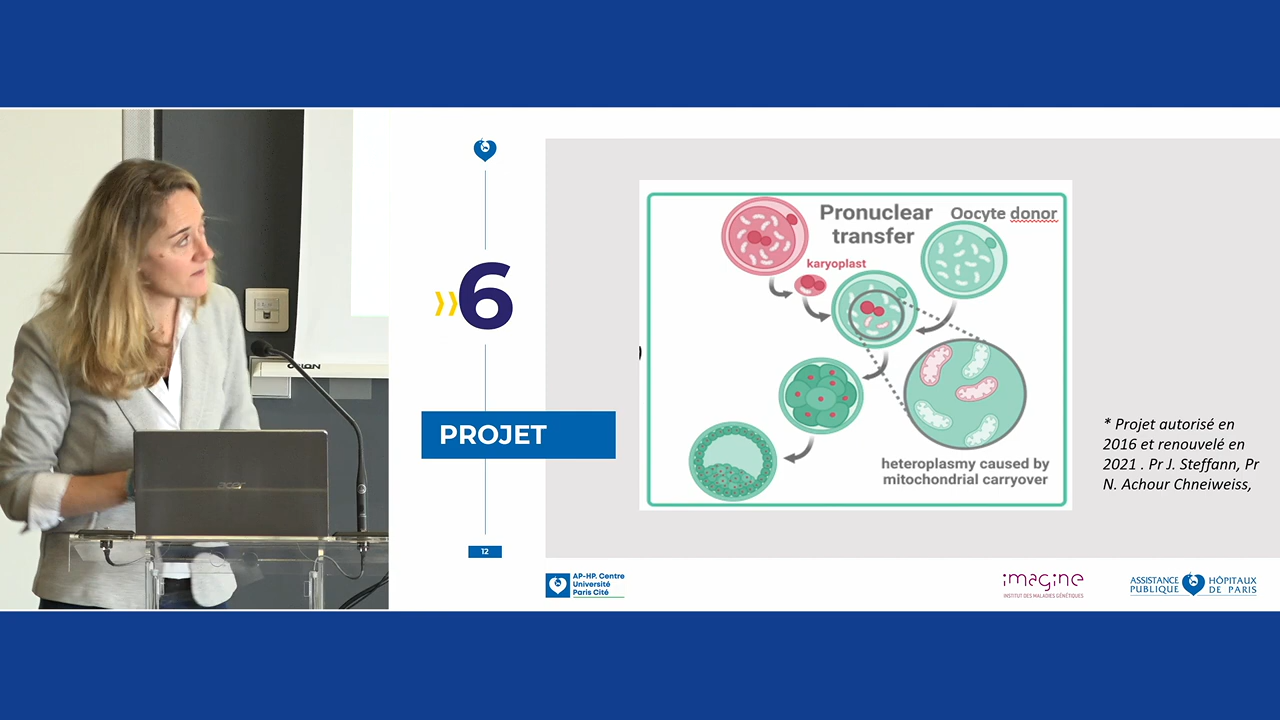 6
PROJET
12
Pronuclear
transfer
Oocyte donor
karyoplast
heteroplasmy caused by
mitochondrial carryover
* Projet autorisé en
2016 et renouvelé en
2021 . Pr J. Steffann, Pr
N. Achour Chneiweiss,
AP-HP. Centre
Université
Paris Cité
imagine
INSTITUT DES MALADIES GÉNÉTIQUES
ASSISTANCE
PUBLIQUE
HÔPITAUX
DE PARIS
acer